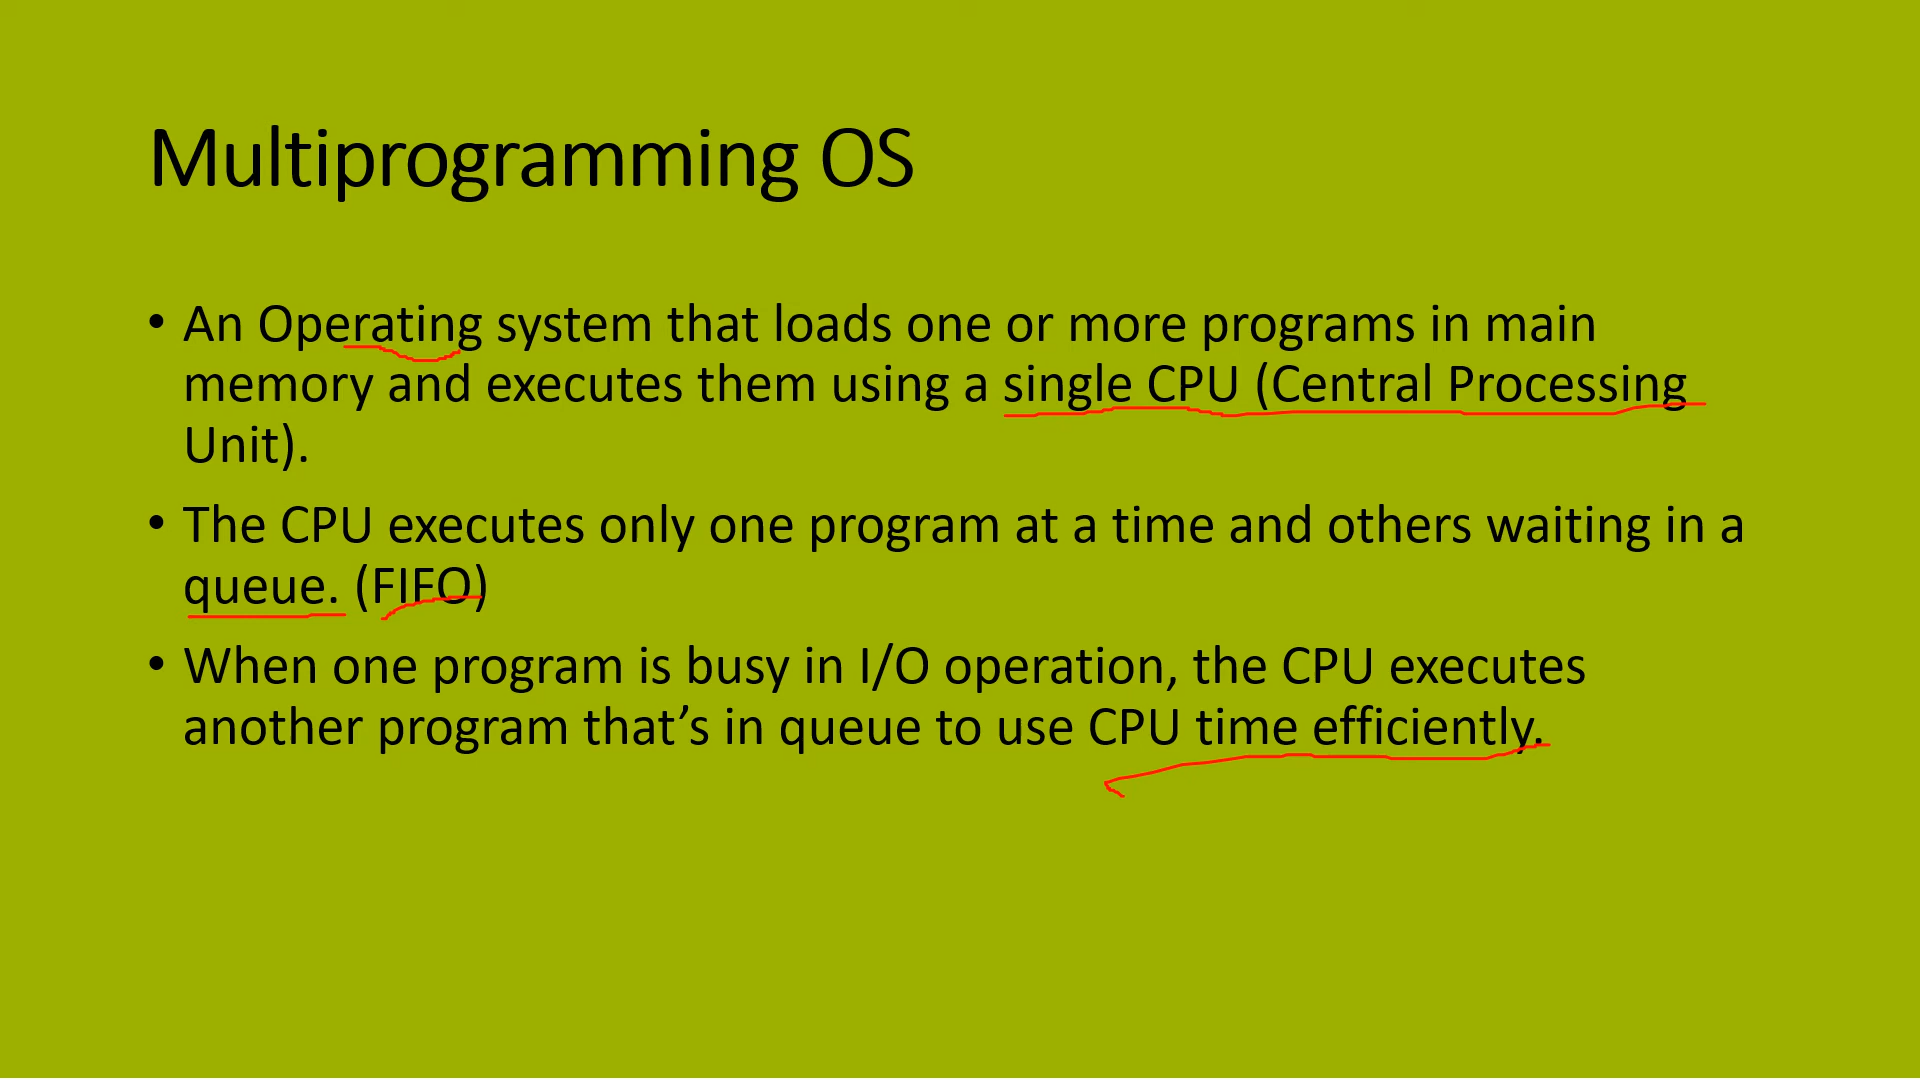 Multiprogramming OS
• An Operating system that loads one or more programs in main
memory and executes them using a single CPU (Central Processing
Unit).
• The CPU executes only one program at a time and others waiting in a
queue. (FIFO)
• When one program is busy in I/O operation, the CPU executes
another program that’s in queue to use CPU time efficiently.